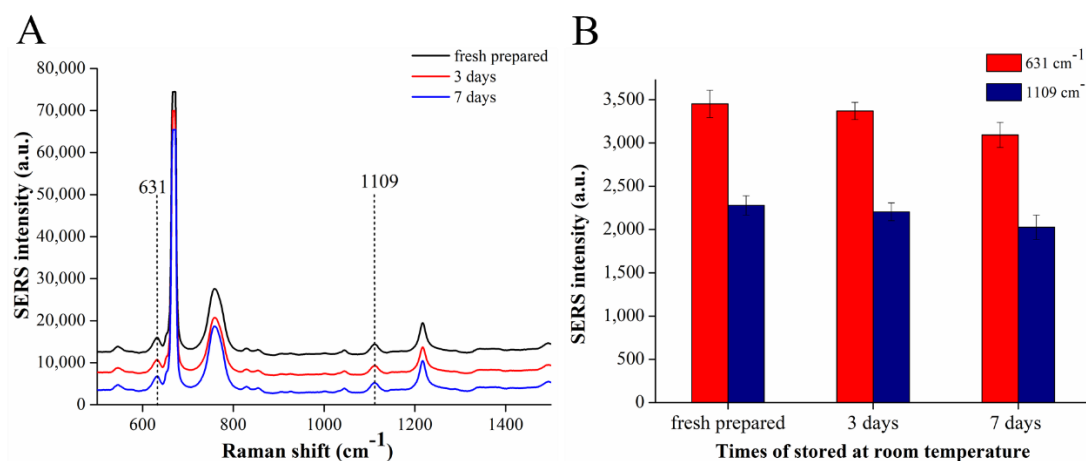 A
fresh prepared
3 days
7 days
80,000
70,000
60,000
50,000
40,000
30,000
20,000
10,000
0
631
1109
SERS intensity (a.u.)
600
800
1000
1200
1400
Raman shift (cm-1)
B
631 cm-1
1109 cm-
3,500
3,000
2,500
2,000
1,500
1,000
500
0
SERS intensity (a.u.)
fresh prepared
3 days
7 days
Times of stored at room temperature